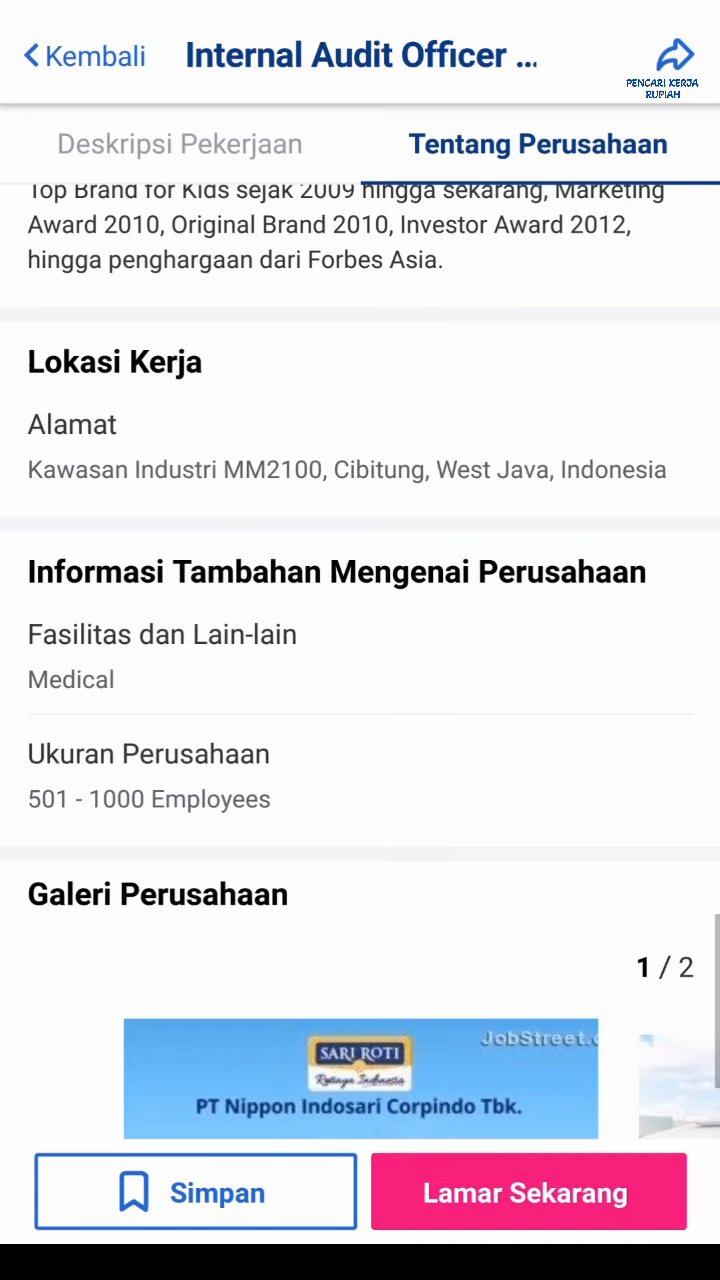 Kembali
Internal Audit Officer ...
PENCARI KERJA
RUPIAH
Deskripsi Pekerjaan
Tentang Perusahaan
Top Brand for Kids sejak 2009 hingga sekarang, Marketing
Award 2010, Original Brand 2010, Investor Award 2012,
hingga penghargaan dari Forbes Asia.
Lokasi Kerja
Alamat
Kawasan Industri MM2100, Cibitung, West Java, Indonesia
Informasi Tambahan Mengenai Perusahaan
Fasilitas dan Lain-lain
Medical
Ukuran Perusahaan
501 - 1000 Employees
Galeri Perusahaan
1 / 2
JobStreet.c
SARI ROTI
Rotinya Indonesia
PT Nippon Indosari Corpindo Tbk.
Simpan
Lamar Sekarang